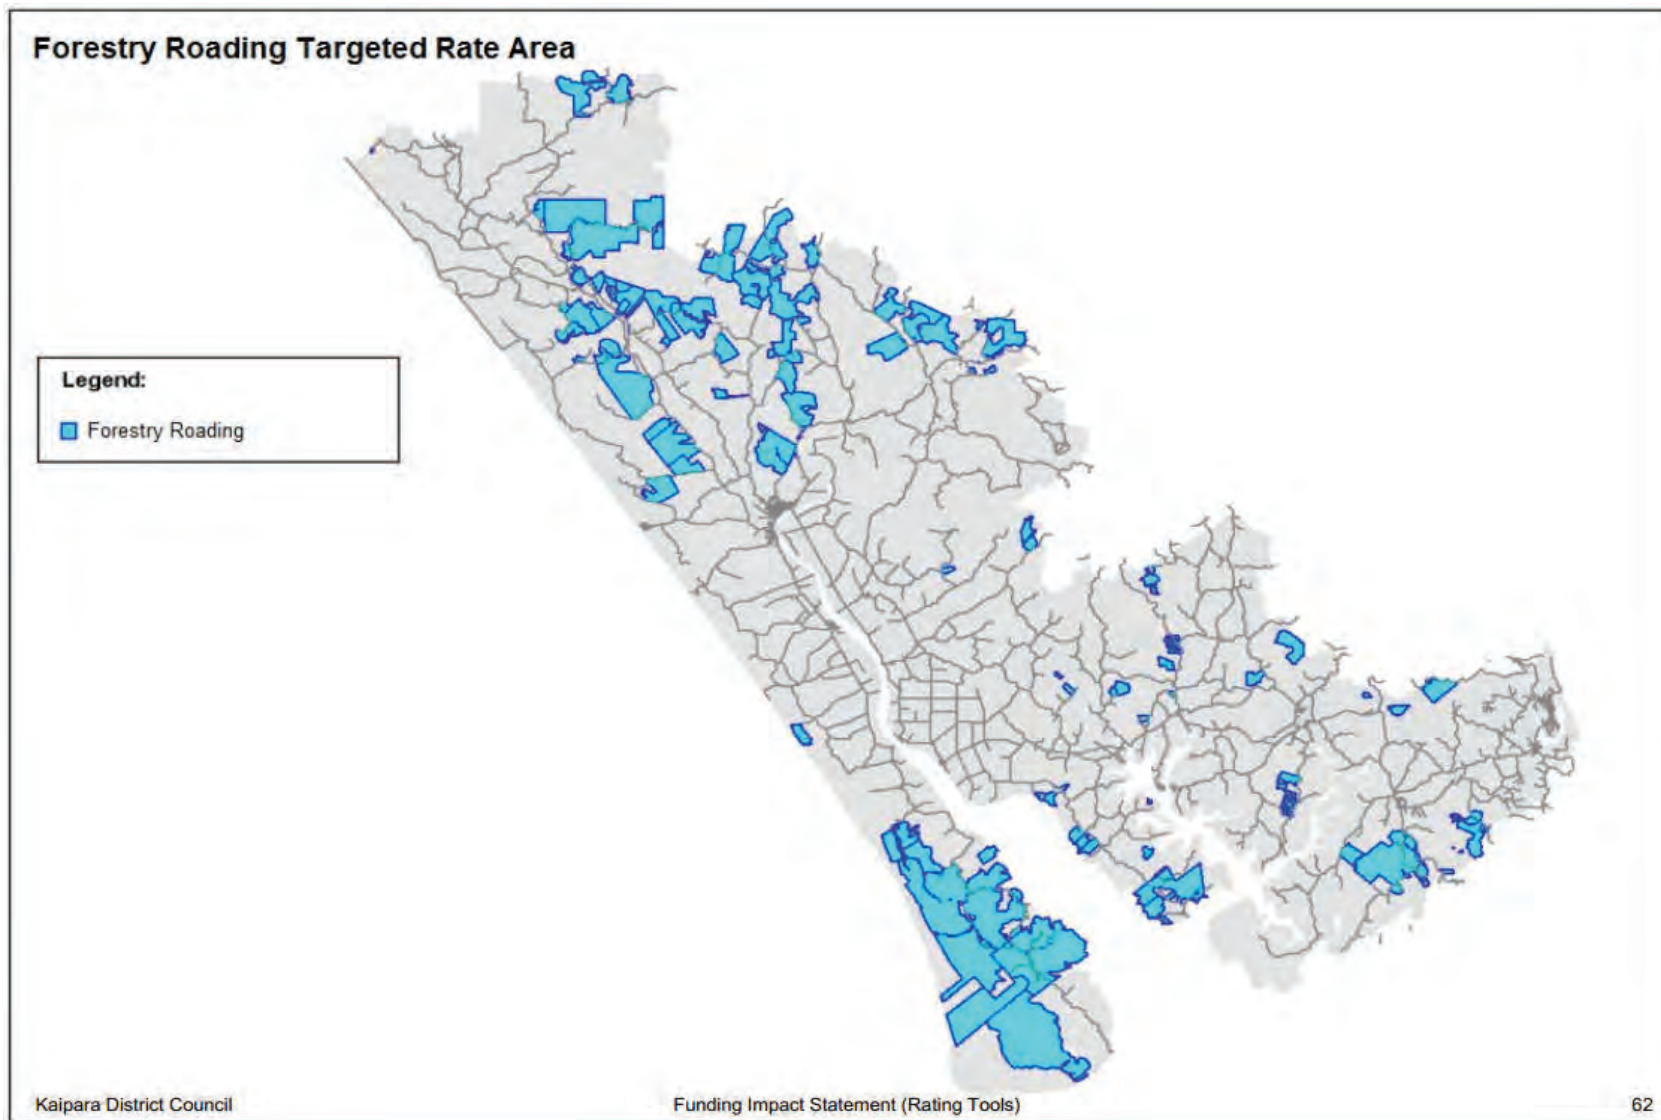 Forestry Roading Targeted Rate Area
Legend:
Forestry Roading
Kaipara District Council
Funding Impact Statement (Rating Tools)
62